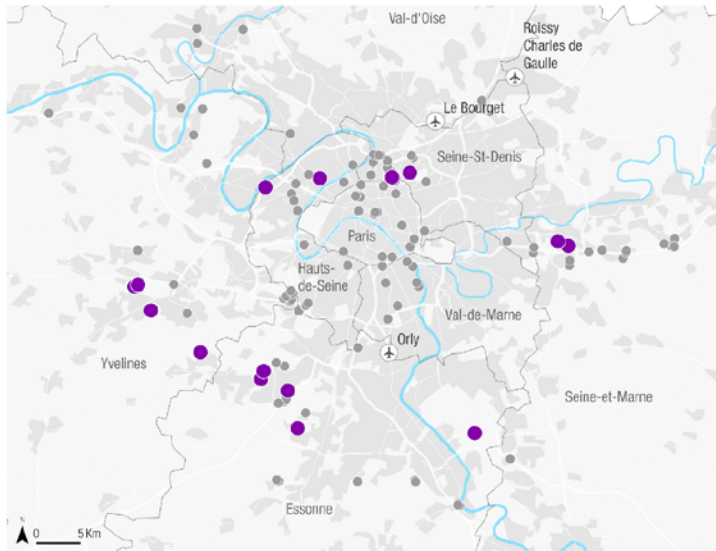 Val-d'Oise
Roissy
Charles de
Gaulle
Le Bourget
Seine-St-Denis
Paris
Hauts-
de-Seine
Val-de-Marne
Orly
Yvelines
Seine-et-Marne
Essonne
N
0 5 Km